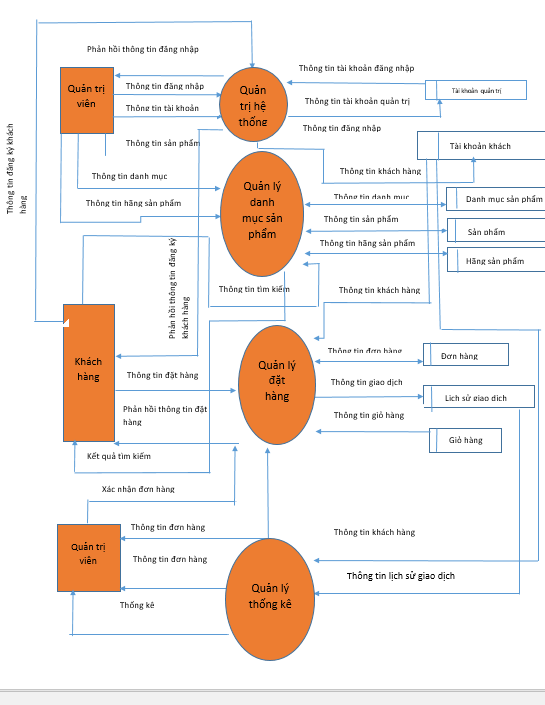 Phản hồi thông tin đăng nhập
Thông tin tài khoản đăng nhập
Quản trị
viên
Thông tin đăng nhập
Quản
trị hệ
thống
Tài khoản quản trị
Thông tin tài khoản
Thông tin tài khoản quản trị
Thông tin đăng nhập
Thông tin sản phẩm
Tài khoản khách
Thông tin đăng ký khách
hàng
Thông tin danh mục
Thông tin khách hàng
Quản lý
danh
mục sản
phẩm
Thông tin danh mục
Danh mục sản phẩm
Thông tin hãng sản phẩm
Thông tin sản phẩm
Sản phẩm
Thông tin hãng sản phẩm
Hãng sản phẩm
Phản hồi thông tin đăng ký
khách hàng
Thông tin tìm kiếm
Thông tin khách hàng
Khách
hàng
Quản lý
đặt
hàng
Thông tin đơn hàng
Đơn hàng
Thông tin đặt hàng
Thông tin giao dịch
Lịch sử giao dịch
Phản hồi thông tin đặt
hàng
Thông tin giỏ hàng
Giỏ hàng
Kết quả tìm kiếm
Xác nhận đơn hàng
Thông tin đơn hàng
Thông tin khách hàng
Quản trị
viên
Thông tin đơn hàng
Thông tin lịch sử giao dịch
Quản lý
thống kê
Thống kê